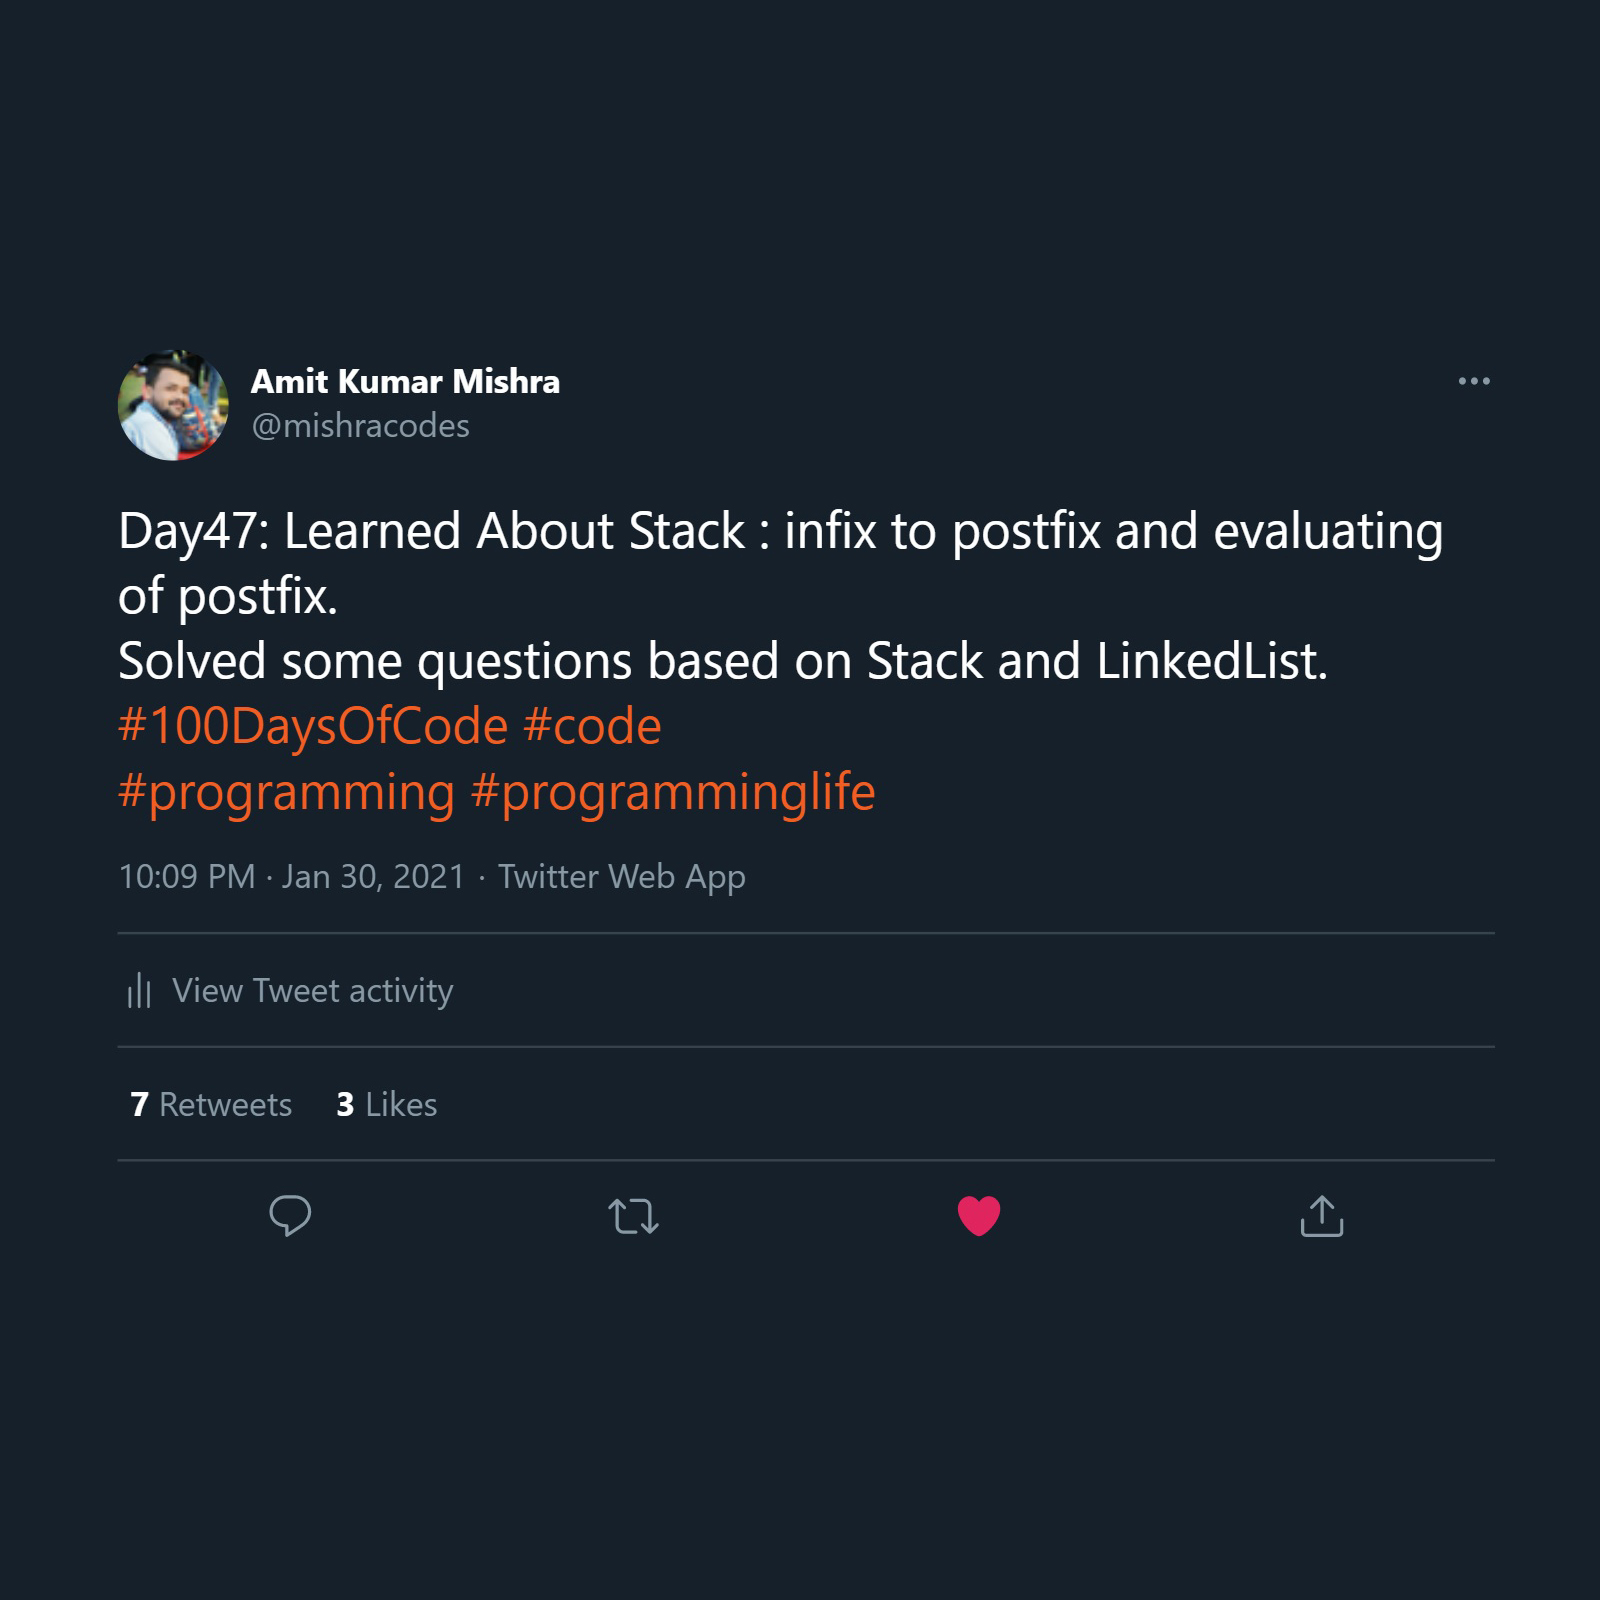 Amit Kumar Mishra
@mishracodes
Day47: Learned About Stack : infix to postfix and evaluating
of postfix.
Solved some questions based on Stack and LinkedList.
#100DaysOfCode #code
#programming #programminglife
10:09 PM · Jan 30, 2021 · Twitter Web App
View Tweet activity
7 Retweets 3 Likes